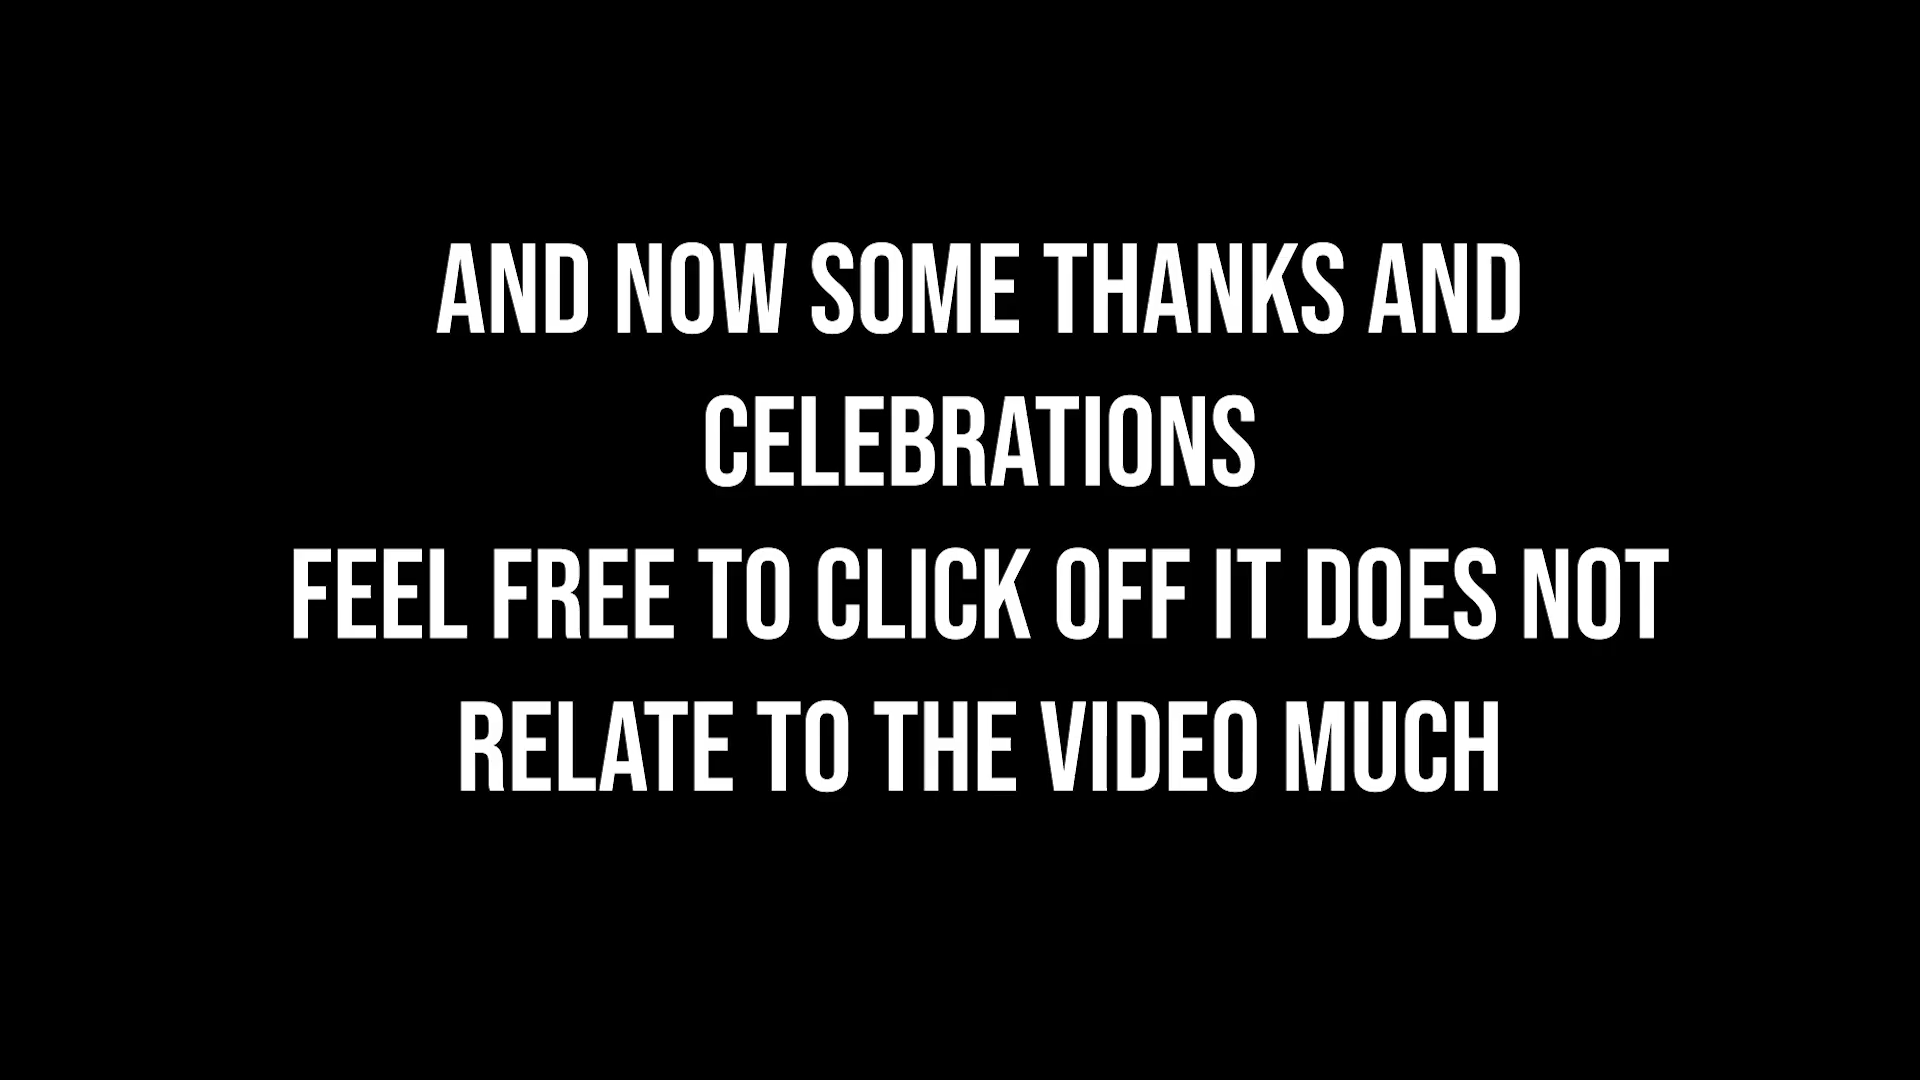 AND NOW SOME THANKS AND
CELEBRATIONS
FEEL FREE TO CLICK OFF IT DOES NOT
RELATE TO THE VIDEO MUCH